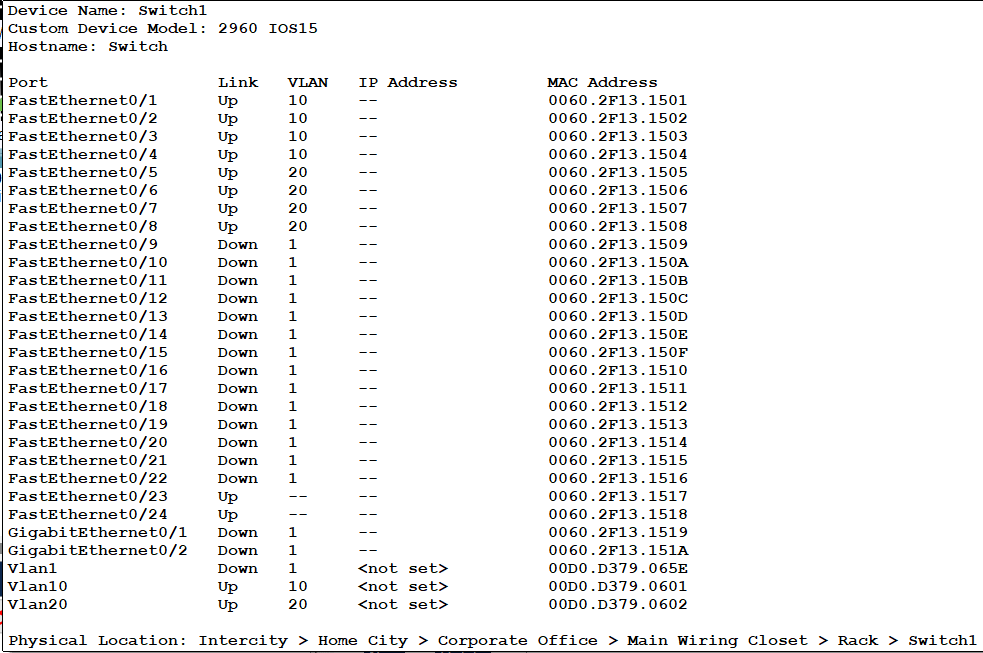 Device Name: Switch1
Custom Device Model: 2960 IOS15
Hostname: Switch
Port Link VLAN IP Address MAC Address
FastEthernet0/1 Up 10 -- 0060.2F13.1501
FastEthernet0/2 Up 10 -- 0060.2F13.1502
FastEthernet0/3 Up 10 -- 0060.2F13.1503
FastEthernet0/4 Up 10 -- 0060.2F13.1504
FastEthernet0/5 Up 20 -- 0060.2F13.1505
FastEthernet0/6 Up 20 -- 0060.2F13.1506
FastEthernet0/7 Up 20 -- 0060.2F13.1507
FastEthernet0/8 Up 20 -- 0060.2F13.1508
FastEthernet0/9 Down 1 -- 0060.2F13.1509
FastEthernet0/10 Down 1 -- 0060.2F13.150A
FastEthernet0/11 Down 1 -- 0060.2F13.150B
FastEthernet0/12 Down 1 -- 0060.2F13.150C
FastEthernet0/13 Down 1 -- 0060.2F13.150D
FastEthernet0/14 Down 1 -- 0060.2F13.150E
FastEthernet0/15 Down 1 -- 0060.2F13.150F
FastEthernet0/16 Down 1 -- 0060.2F13.1510
FastEthernet0/17 Down 1 -- 0060.2F13.1511
FastEthernet0/18 Down 1 -- 0060.2F13.1512
FastEthernet0/19 Down 1 -- 0060.2F13.1513
FastEthernet0/20 Down 1 -- 0060.2F13.1514
FastEthernet0/21 Down 1 -- 0060.2F13.1515
FastEthernet0/22 Down 1 -- 0060.2F13.1516
FastEthernet0/23 Up -- -- 0060.2F13.1517
FastEthernet0/24 Up -- -- 0060.2F13.1518
GigabitEthernet0/1 Down 1 -- 0060.2F13.1519
GigabitEthernet0/2 Down 1 -- 0060.2F13.151A
Vlan1 Down 1 <not set> 00D0.D379.065E
Vlan10 Up 10 <not set> 00D0.D379.0601
Vlan20 Up 20 <not set> 00D0.D379.0602
Physical Location: Intercity > Home City > Corporate Office > Main Wiring Closet > Rack > Switch1